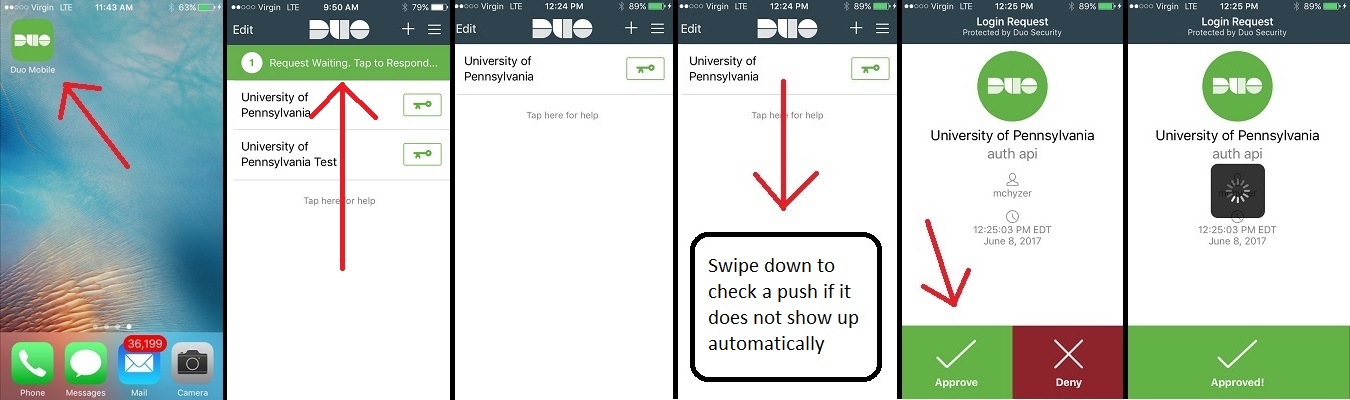 Virgin LTE 11:43 AM 63%
DUO
Duo Mobile
36,199
Phone Messages Mail Camera
Virgin LTE 9:50 AM 79%
Edit DUO
1 Request Waiting. Tap to Respond...
University of
Pennsylvania
University of
Pennsylvania Test
Tap here for help
Virgin LTE 12:24 PM 89%
Edit DUO
University of
Pennsylvania
Tap here for help
Virgin LTE 12:24 PM 89%
Edit DUO
University of
Pennsylvania
Tap here for help
Swipe down to
check a push if it
does not show up
automatically
Virgin LTE 12:25 PM 89%
Login Request
Protected by Duo Security
DUO
University of Pennsylvania
auth api
mchyzer
12:25:03 PM EDT
June 8, 2017
Approve Deny
Virgin LTE 12:25 PM 89%
Login Request
Protected by Duo Security
DUO
University of Pennsylvania
auth api
12:25:03 PM EDT
June 8, 2017
Approved!